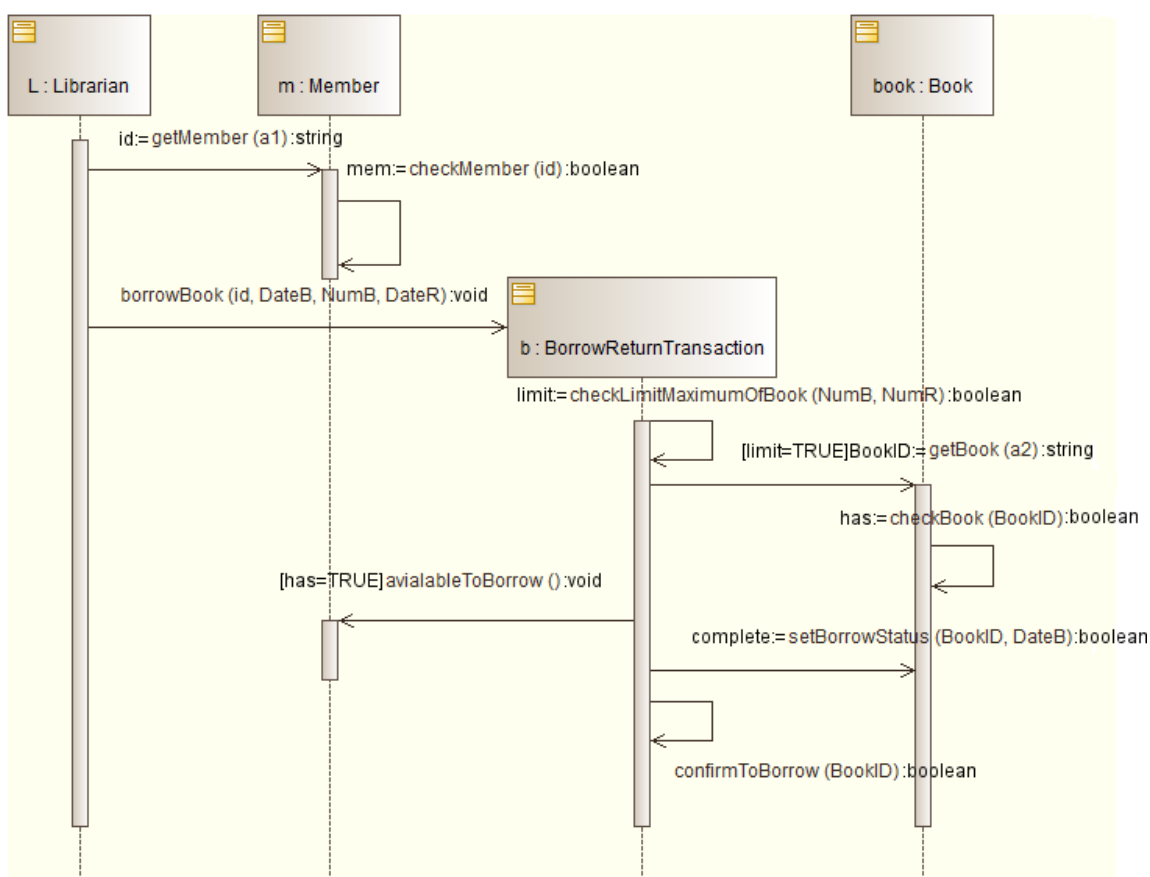 L : Librarian
m : Member
book : Book
id:= getMember (a1) :string
mem:= checkMember (id) :boolean
borrowBook (id, DateB, NumB, DateR) :void
b : BorrowReturnTransaction
limit:= checkLimitMaximumOfBook (NumB, NumR) :boolean
[limit=TRUE]BookID:= getBook (a2) :string
has:= checkBook (BookID):boolean
[has=TRUE] avialableToBorrow () :void
complete:= setBorrowStatus (BookID, DateB):boolean
confirmToBorrow (BookID) :boolean